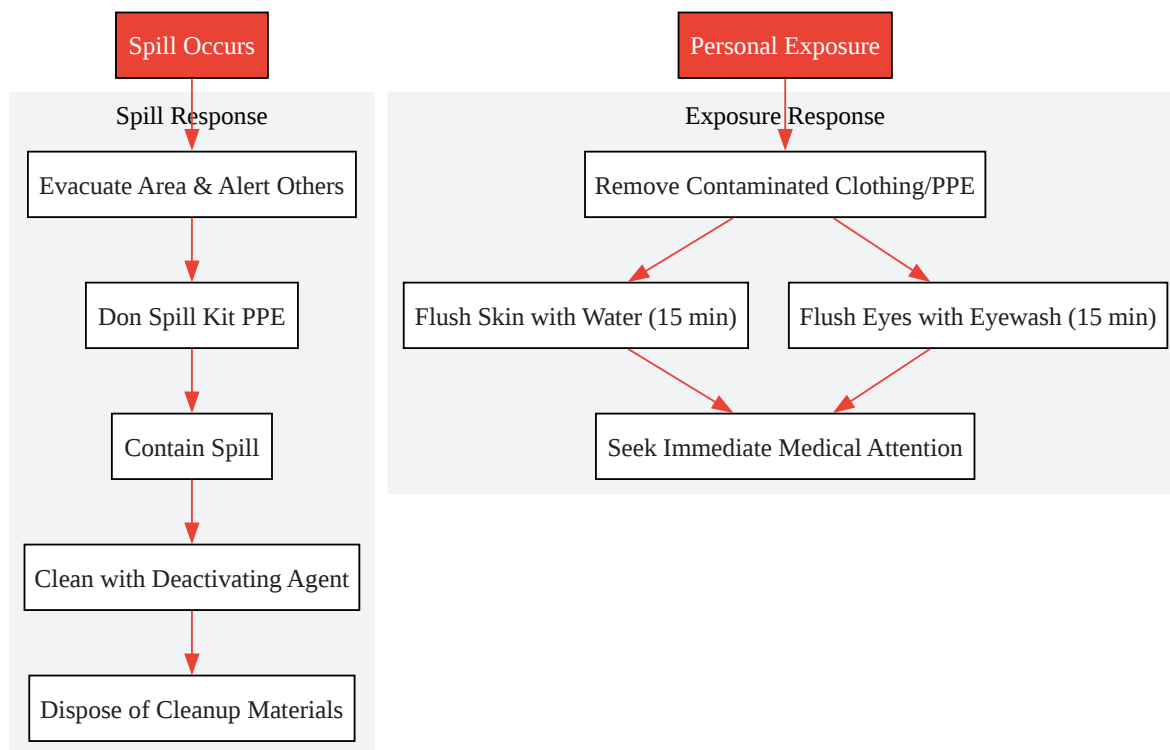 Spill Occurs
Spill Response
Evacuate Area & Alert Others
Don Spill Kit PPE
Contain Spill
Clean with Deactivating Agent
Dispose of Cleanup Materials
Personal Exposure
Exposure Response
Remove Contaminated Clothing/PPE
Flush Skin with Water (15 min)
Flush Eyes with Eyewash (15 min)
Seek Immediate Medical Attention